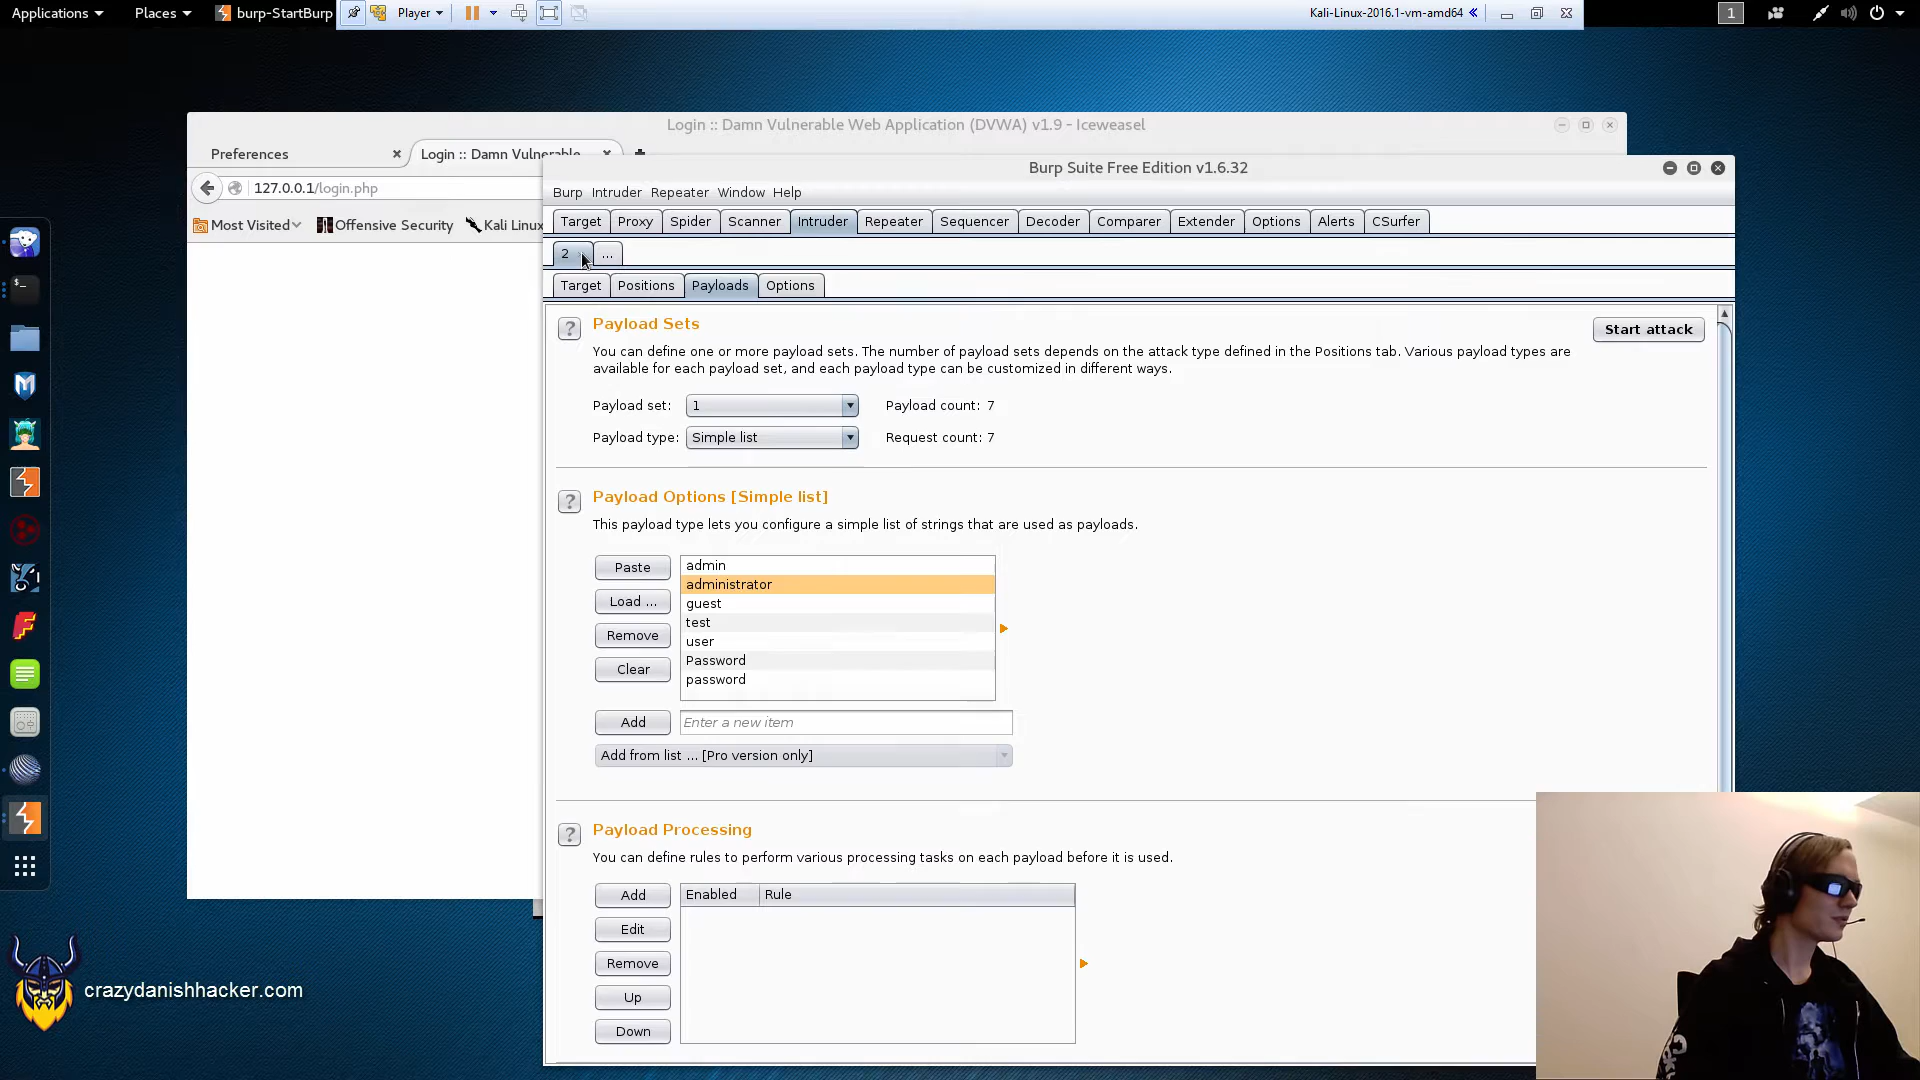 Applications Places burp-StartBurp Player Kali-Linux-2016.1-vm-amd64 1
Login :: Damn Vulnerable Web Application (DVWA) v1.9 - Iceweasel
Preferences Login :: Damn Vulnerable
127.0.0.1/login.php
Most Visited Offensive Security Kali Linux
Burp Suite Free Edition v1.6.32
Burp Intruder Repeater Window Help
Target Proxy Spider Scanner Intruder Repeater Sequencer Decoder Comparer Extender Options Alerts CSurfer
2 ...
Target Positions Payloads Options
? Payload Sets
Start attack
You can define one or more payload sets. The number of payload sets depends on the attack type defined in the Positions tab. Various payload types are
available for each payload set, and each payload type can be customized in different ways.
Payload set: 1 Payload count: 7
Payload type: Simple list Request count: 7
? Payload Options [Simple list]
This payload type lets you configure a simple list of strings that are used as payloads.
Paste
Load ...
Remove
Clear
admin
administrator
guest
test
user
Password
password
Add Enter a new item
Add from list ... [Pro version only]
? Payload Processing
You can define rules to perform various processing tasks on each payload before it is used.
Add
Edit
Remove
Up
Down
Enabled Rule
crazydanishhacker.com